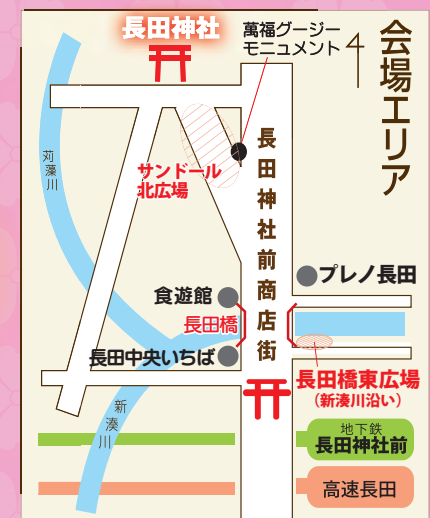 会場エリア
長田神社
萬福グージー
モニュメント
苅藻川
サンドール
北広場
長田神社前商店街
プレノ長田
食遊館
長田橋
長田中央いちば
長田橋東広場
（新湊川沿い）
新湊川
地下鉄
長田神社前
高速長田